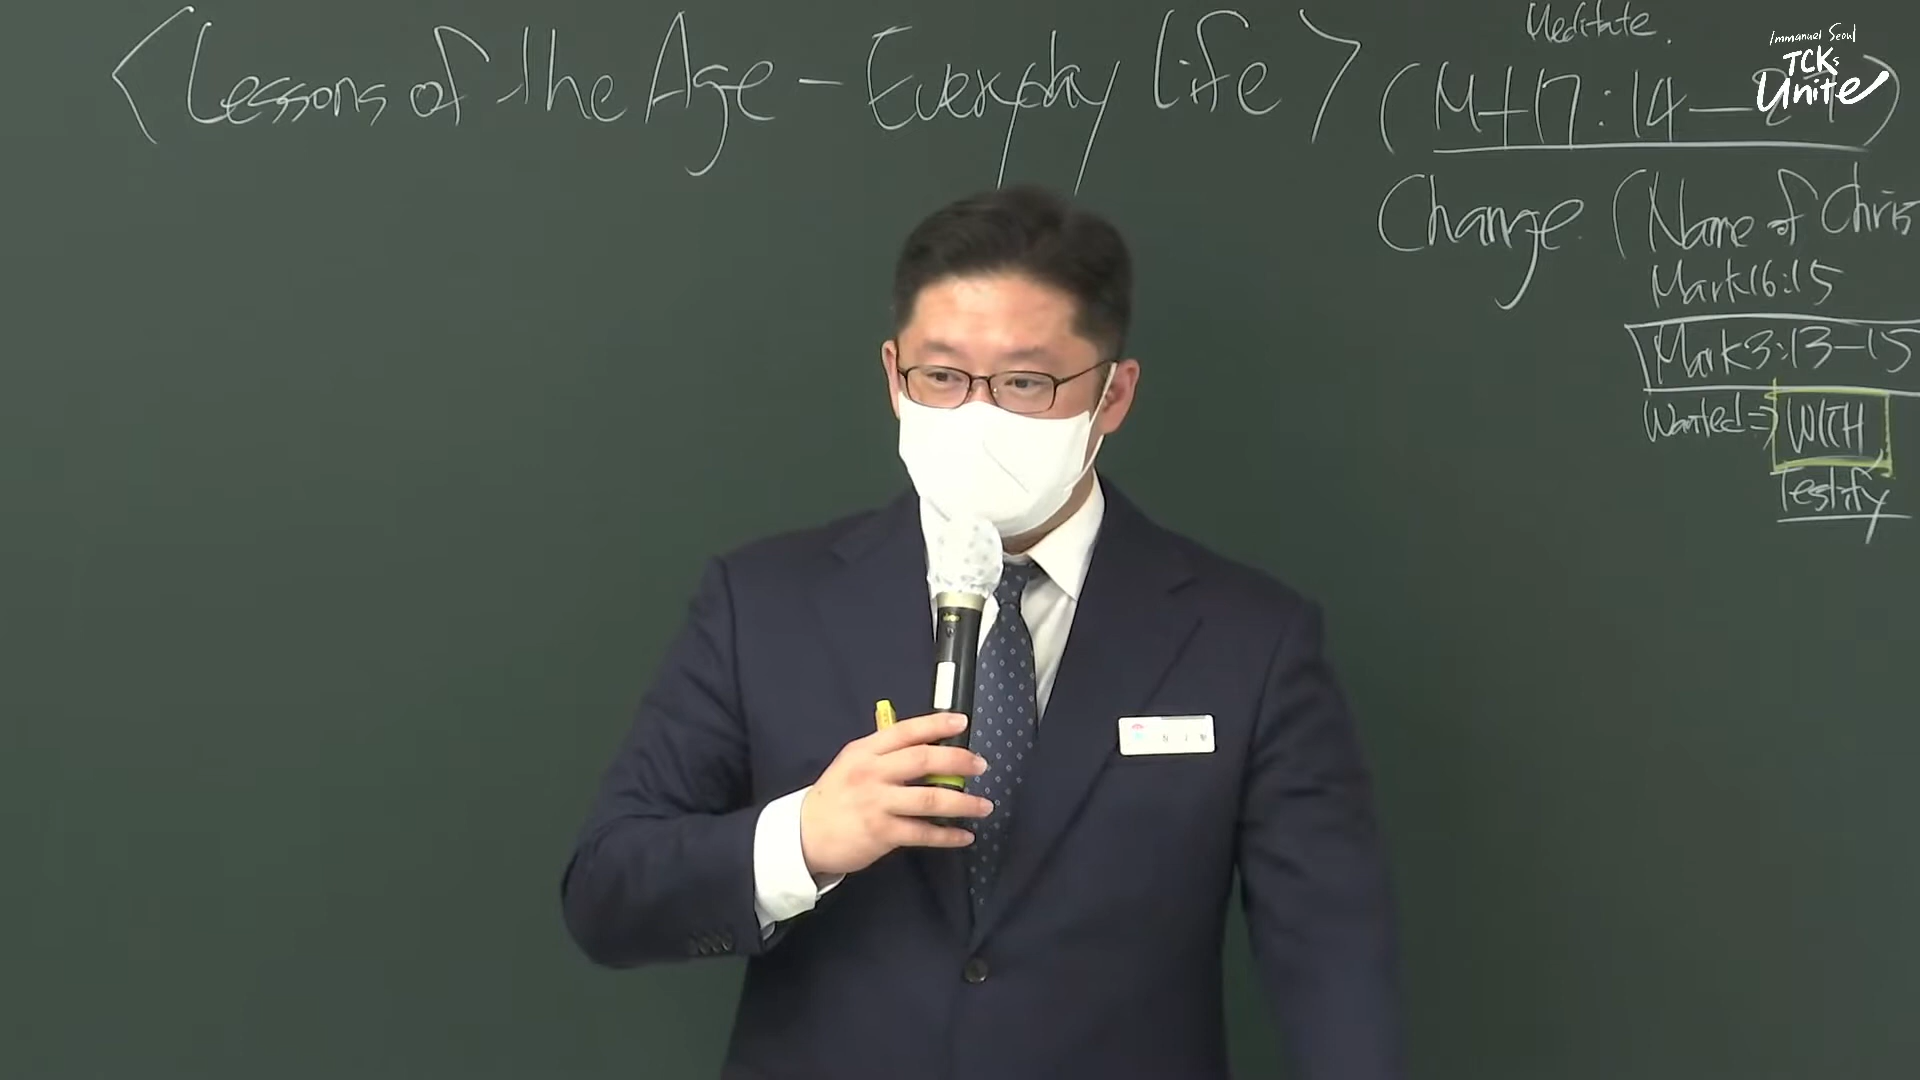 <Lessons of the Age - Everyday life>
Meditate.
(Mt 17:14-
Change. (Name of Chris
Mark 16:15
Mark 3:13-15
Wanted ⇒ WITH
Testify
Immanuel Seoul
TCKs
Unite